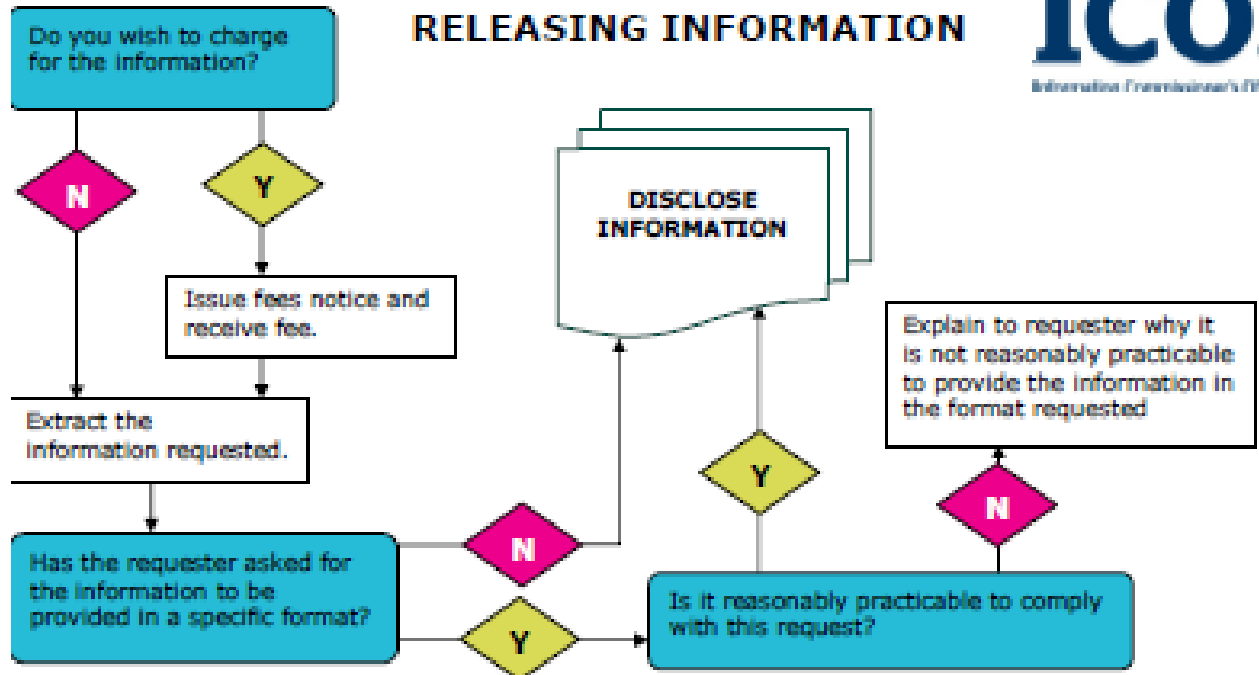 RELEASING INFORMATION
ico.
Information Commissioner's Of
Do you wish to charge
for the information?
N
Y
DISCLOSE
INFORMATION
Issue fees notice and
receive fee.
Explain to requester why it
is not reasonably practicable
to provide the information in
the format requested
Extract the
information requested.
Y
N
N
Has the requester asked for
the information to be
provided in a specific format?
Is it reasonably practicable to comply
with this request?
Y